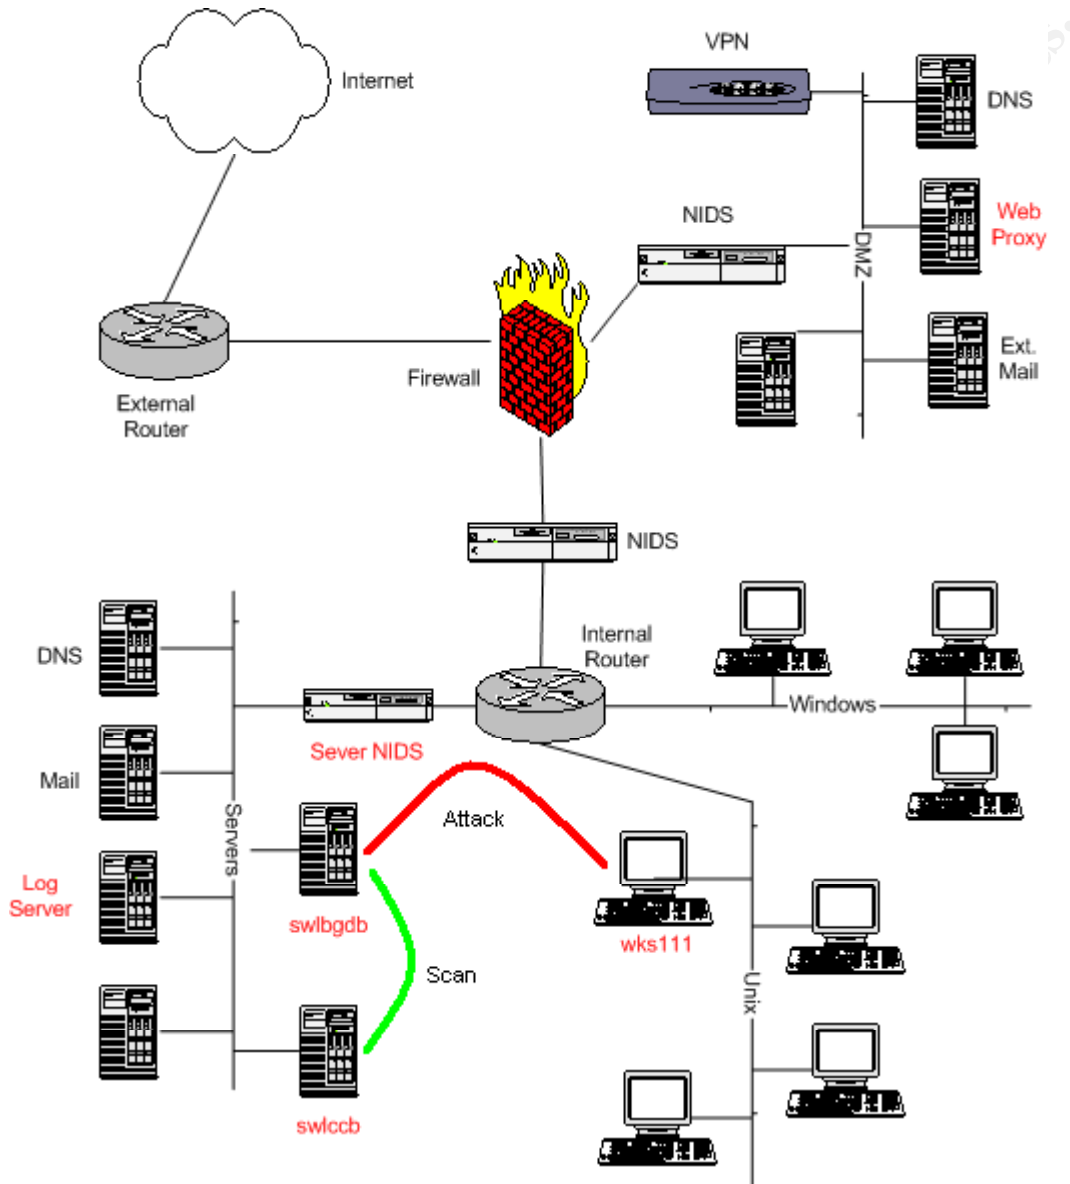 VPN
Internet
DNS
NIDS
Web
Proxy
DMZ
Firewall
Ext.
Mail
External
Router
NIDS
Internal
Router
DNS
Windows
Sever NIDS
Mail
Servers
Attack
Log
Server
swlbgdb
wks111
Scan
Unix
swlccb